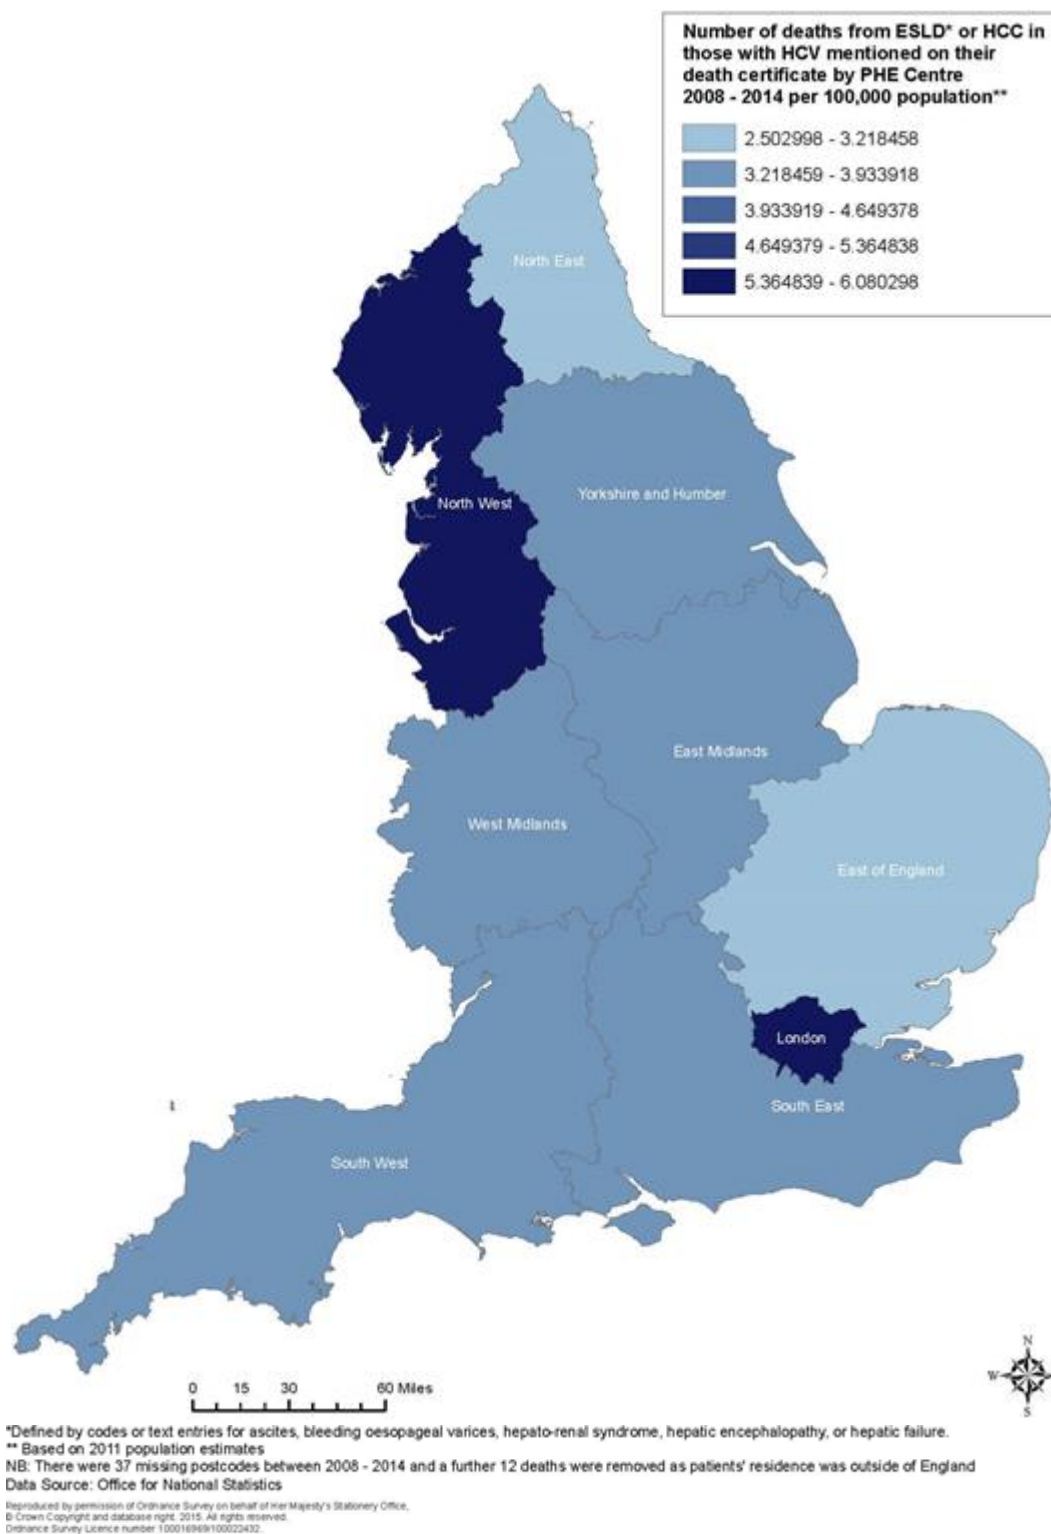 Number of deaths from ESLD* or HCC in
those with HCV mentioned on their
death certificate by PHE Centre
2008 - 2014 per 100,000 population**
2.502998 - 3.218458
3.218459 - 3.933918
3.933919 - 4.649378
4.649379 - 5.364838
5.364839 - 6.080298
North East
Yorkshire and Humber
North West
East Midlands
West Midlands
East of England
London
South East
South West
N
W
S
0 15 30 60 Miles
*Defined by codes or text entries for ascites, bleeding oesopageal varices, hepato-renal syndrome, hepatic encephalopathy, or hepatic failure.
** Based on 2011 population estimates
NB: There were 37 missing postcodes between 2008 - 2014 and a further 12 deaths were removed as patients' residence was outside of England
Data Source: Office for National Statistics
Reproduced by permission of Ordnance Survey on behalf of Her Majesty's Stationery Office,
© Crown Copyright and database right. 2015. All rights reserved.
Ordnance Survey Licence number 100016969/100022432.